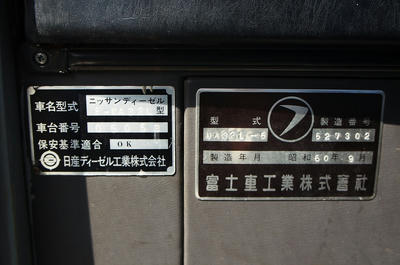 車名型式 ニッサンディーゼル
型
車台番号
保安基準適合 OK
日産ディーゼル工業株式会社
型式 製造番号
527302
製造年月 昭和60年9月
富士重工業株式会社